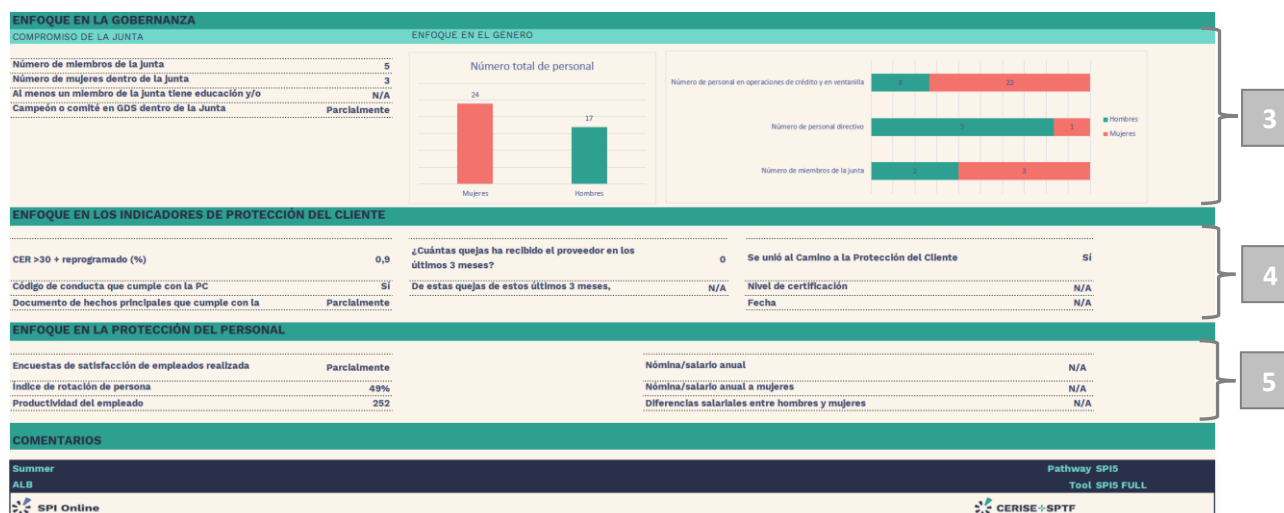 ENFOQUE EN LA GOBERNANZA
COMPROMISO DE LA JUNTA
ENFOQUE EN EL GÉNERO
Número de miembros de la junta 5
Número de mujeres dentro de la junta 3
Al menos un miembro de la junta tiene educación y/o N/A
Campeón o comité en GDS dentro de la Junta Parcialmente
Número total de personal
24
17
Mujeres Hombres
Número de personal en operaciones de crédito y en ventanilla 22
Número de personal directivo 1
Número de miembros de la junta 2 3
Hombres
Mujeres
3
ENFOQUE EN LOS INDICADORES DE PROTECCIÓN DEL CLIENTE
CER >30 + reprogramado (%) 0,9
Código de conducta que cumple con la PC Sí
Documento de hechos principales que cumple con la Parcialmente
¿Cuántas quejas ha recibido el proveedor en los
últimos 3 meses? 0
De estas quejas de estos últimos 3 meses, N/A
Se unió al Camino a la Protección del Cliente Sí
Nivel de certificación N/A
Fecha N/A
4
ENFOQUE EN LA PROTECCIÓN DEL PERSONAL
Encuestas de satisfacción de empleados realizada Parcialmente
Índice de rotación de persona 49%
Productividad del empleado 252
Nómina/salario anual N/A
Nómina/salario anual a mujeres N/A
Diferencias salariales entre hombres y mujeres N/A
5
COMENTARIOS
Summer Pathway SPI5
ALB Tool SPI5 FULL
SPI Online CERISE+SPTF